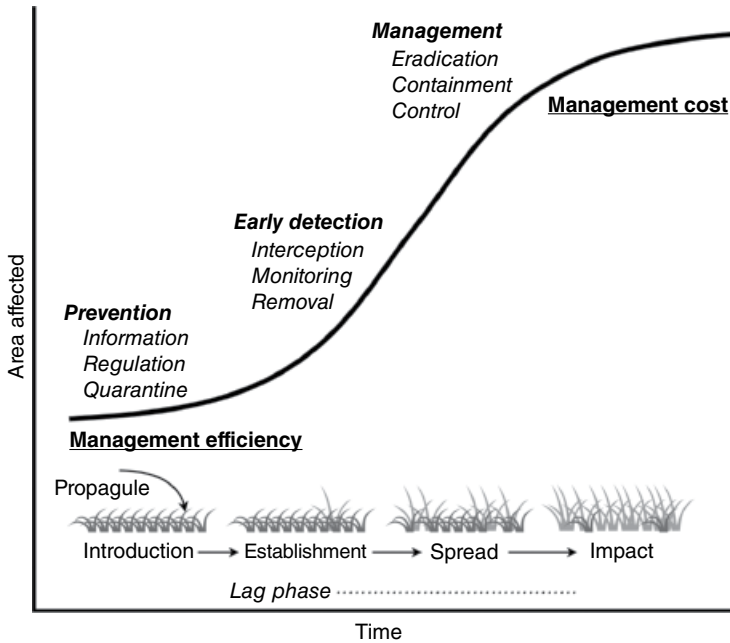 Management
Eradication
Containment
Control
Management cost
Early detection
Interception
Monitoring
Removal
Prevention
Information
Regulation
Quarantine
Management efficiency
Area affected
Propagule
Introduction
Establishment
Spread
Impact
Lag phase
Time